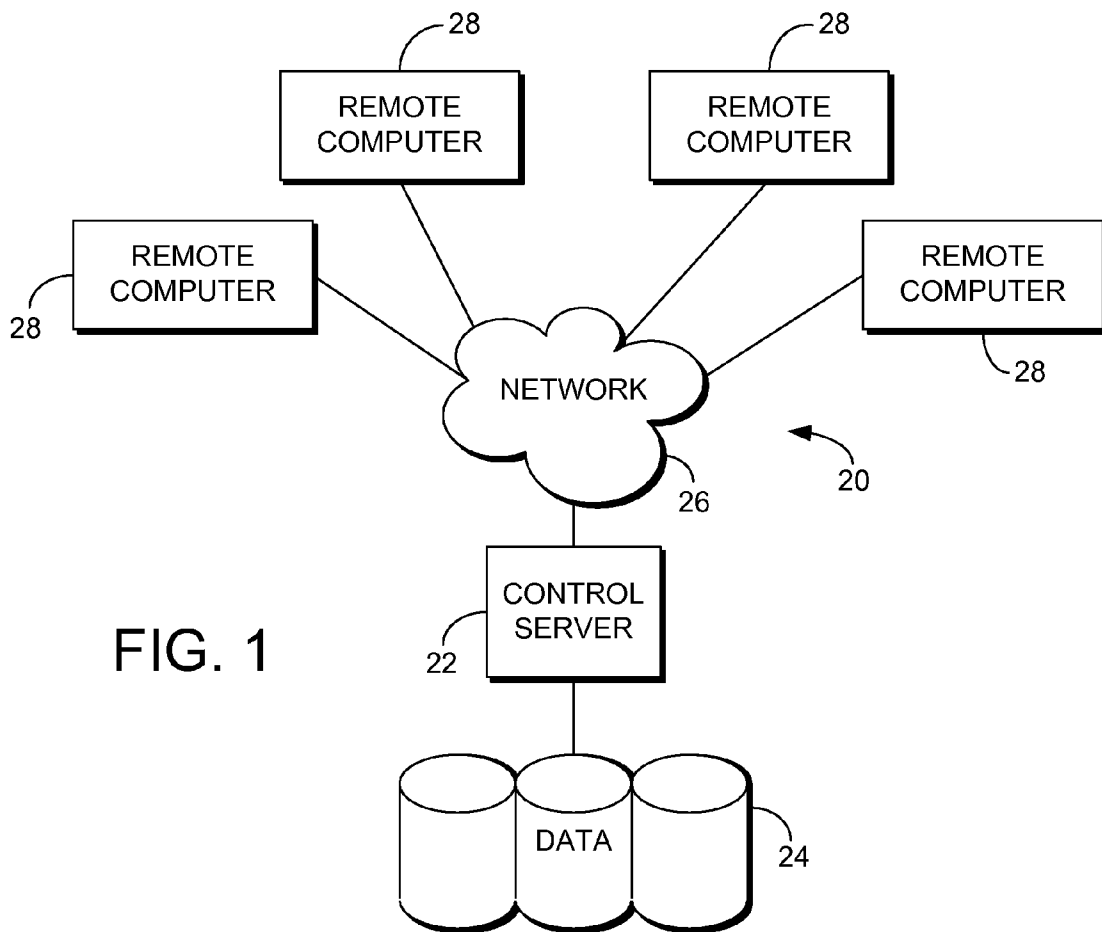 28
28
REMOTE
COMPUTER
REMOTE
COMPUTER
REMOTE
COMPUTER
REMOTE
COMPUTER
28
28
NETWORK
20
26
CONTROL
SERVER
22
FIG. 1
DATA
24